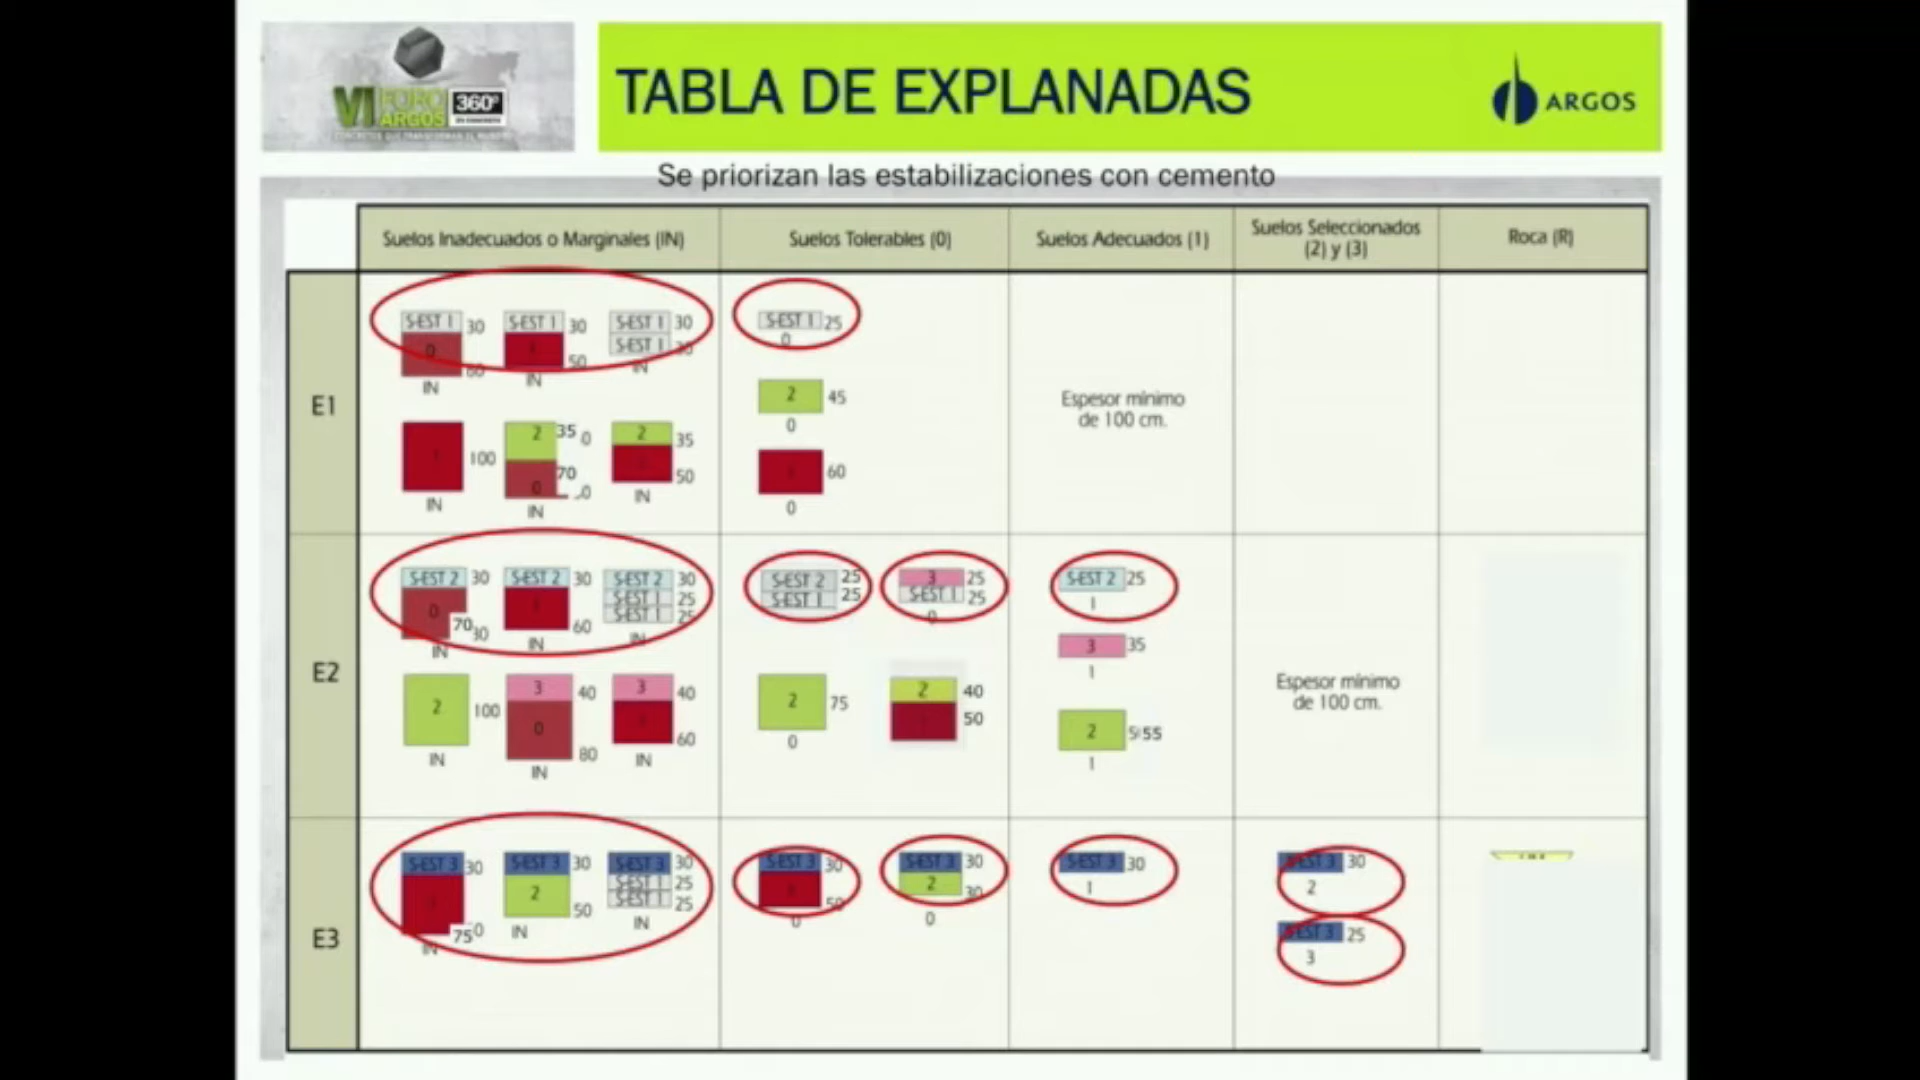 VI FORO ARGOS 360º
TABLA DE EXPLANADAS
ARGOS
Se priorizan las estabilizaciones con cemento
Suelos Inadecuados o Marginales (IN)
Suelos Tolerables (0)
Suelos Adecuados (1)
Suelos Seleccionados
(2) y (3)
Roca (R)
E1
S-EST 1 30
0 60
IN
S-EST 1 30
50
IN
S-EST 1 30
S-EST 1 30
IN
100
IN
2 35
70
0
IN
2 35
50
IN
S-EST 1 25
0
2 45
0
60
0
Espesor mínimo
de 100 cm.
E2
S-EST 2 30
0 70
IN
S-EST 2 30
60
IN
S-EST 2 30
S-EST 1 25
S-EST 1 25
IN
2 100
IN
3 40
0 80
IN
3 40
60
IN
S-EST 2 25
S-EST 1 25
3 25
S-EST 1 25
0
2 75
0
2 40
50
S-EST 2 25
1
3 35
1
2 55
1
Espesor mínimo
de 100 cm.
E3
S-EST 3 30
75
IN
S-EST 3 30
2 50
IN
S-EST 3 30
S-EST 1 25
S-EST 1 25
IN
S-EST 3 30
50
0
S-EST 3 30
2 30
0
S-EST 3 30
1
S-EST 3 30
2
S-EST 3 25
3